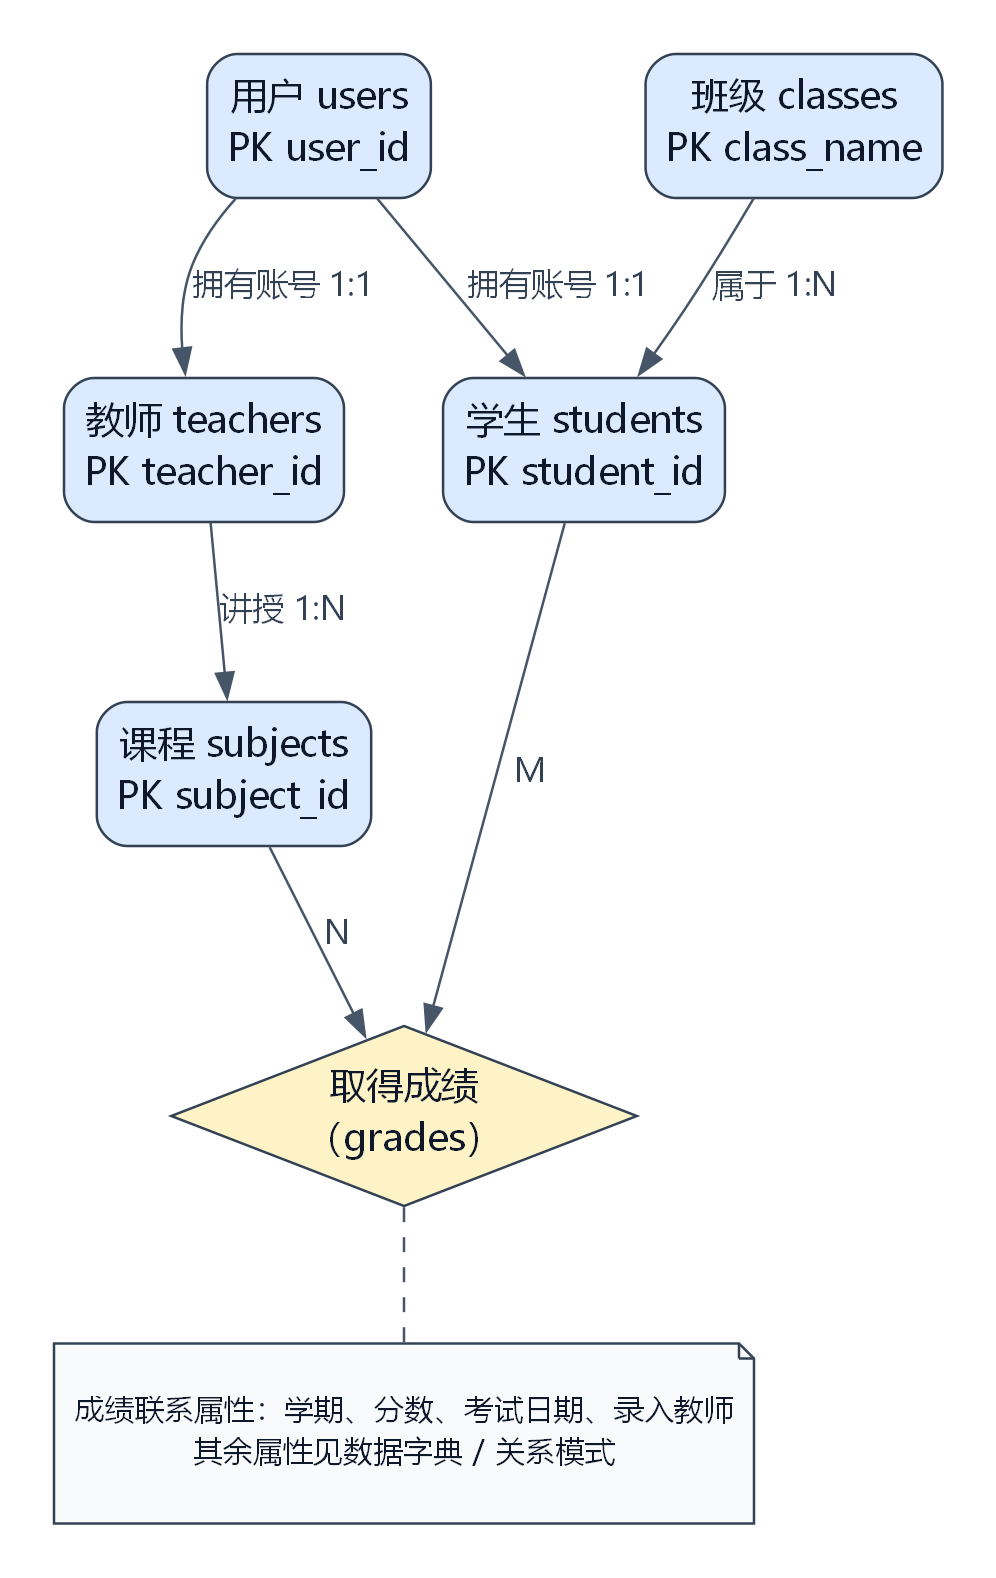 用户 users
PK user_id
班级 classes
PK class_name
拥有账号 1:1
拥有账号 1:1
属于 1:N
教师 teachers
PK teacher_id
学生 students
PK student_id
讲授 1:N
课程 subjects
PK subject_id
M
N
取得成绩
（grades）
成绩联系属性：学期、分数、考试日期、录入教师
其余属性见数据字典 / 关系模式